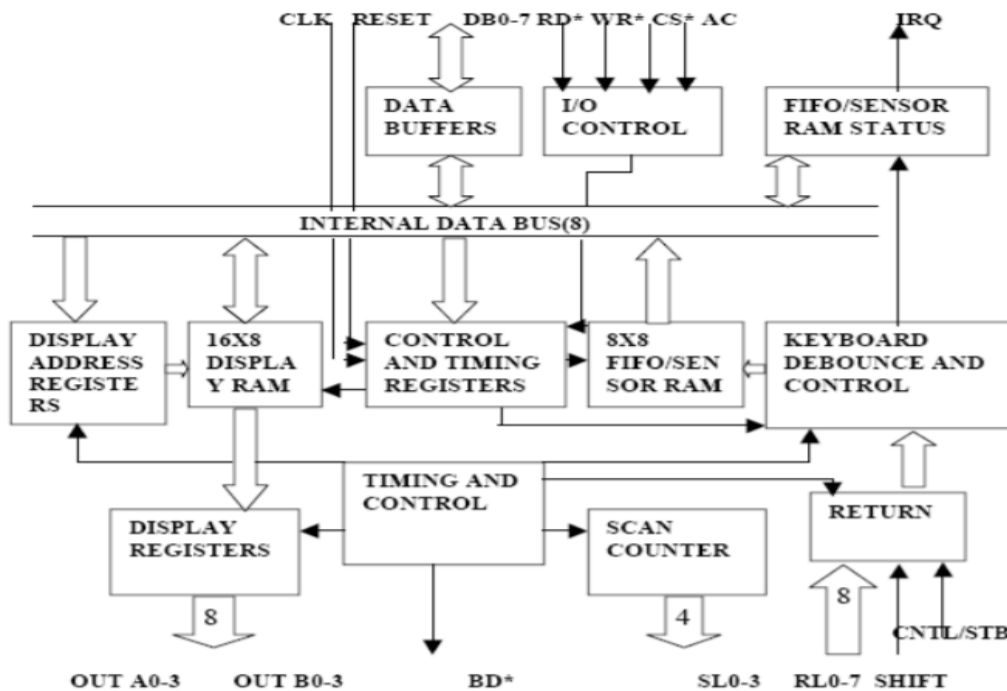 CLK RESET DB0-7 RD* WR* CS* AC IRQ
DATA
BUFFERS
I/O
CONTROL
FIFO/SENSOR
RAM STATUS
INTERNAL DATA BUS(8)
DISPLAY
ADDRESS
REGISTE
RS
16X8
DISPLA
Y RAM
CONTROL
AND TIMING
REGISTERS
8X8
FIFO/SEN
SOR RAM
KEYBOARD
DEBOUNCE AND
CONTROL
TIMING AND
CONTROL
DISPLAY
REGISTERS
SCAN
COUNTER
RETURN
8
4
8
CNTL/STB
OUT A0-3 OUT B0-3 BD* SL0-3 RL0-7 SHIFT